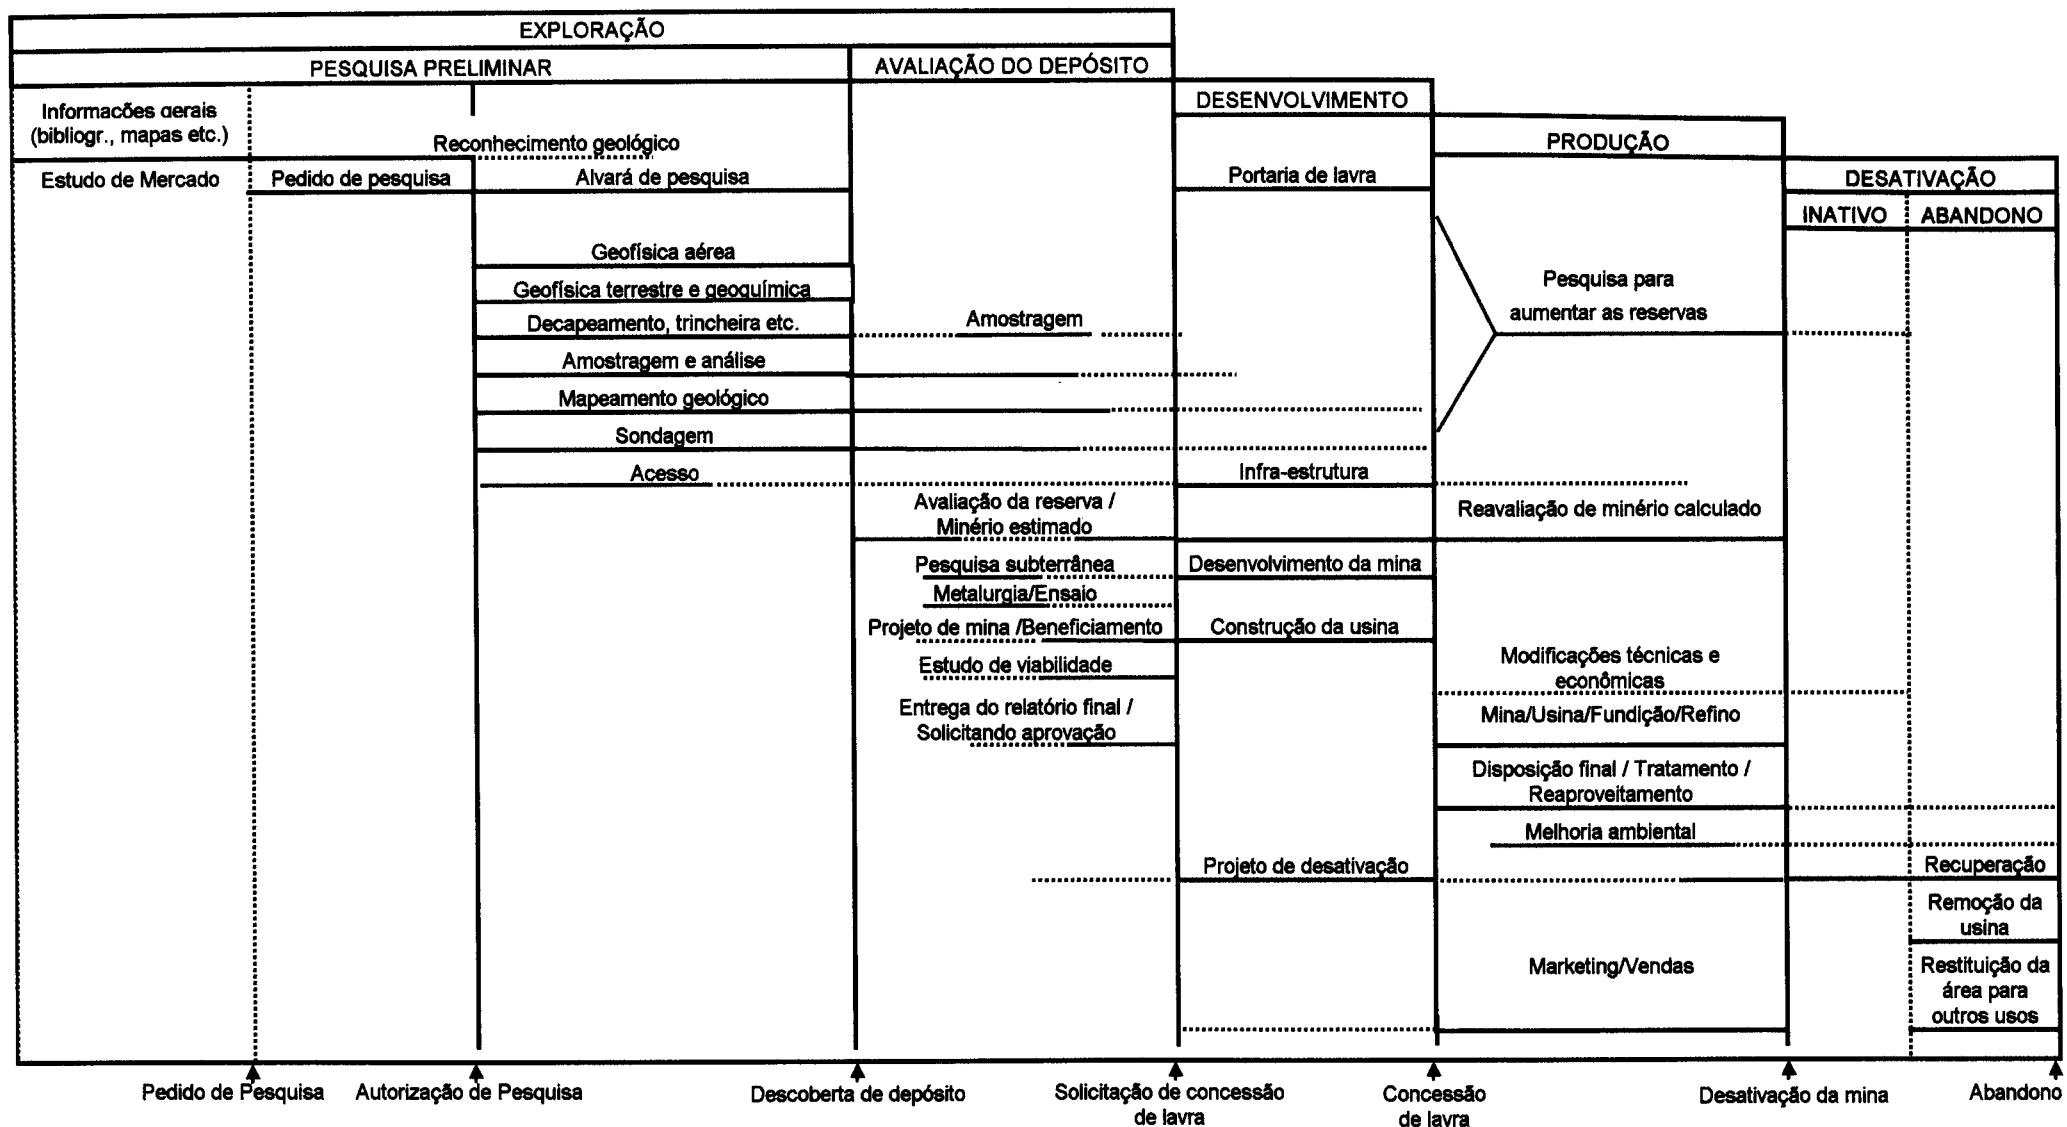 EXPLORAÇÃO
PESQUISA PRELIMINAR
AVALIAÇÃO DO DEPÓSITO
DESENVOLVIMENTO
PRODUÇÃO
DESATIVAÇÃO
INATIVO
ABANDONO
Informações gerais
(bibliogr., mapas etc.)
Reconhecimento geológico
Estudo de Mercado
Pedido de pesquisa
Alvará de pesquisa
Portaria de lavra
Geofísica aérea
Geofísica terrestre e geoquímica
Decapeamento, trincheira etc.
Amostragem
Pesquisa para
aumentar as reservas
Amostragem e análise
Mapeamento geológico
Sondagem
Acesso
Infra-estrutura
Avaliação da reserva /
Minério estimado
Reavaliação de minério calculado
Pesquisa subterrânea
Desenvolvimento da mina
Metalurgia/Ensaio
Projeto de mina /Beneficiamento
Construção da usina
Estudo de viabilidade
Modificações técnicas e
econômicas
Entrega do relatório final /
Solicitando aprovação
Mina/Usina/Fundição/Refino
Disposição final / Tratamento /
Reaproveitamento
Melhoria ambiental
Projeto de desativação
Recuperação
Remoção da
usina
Marketing/Vendas
Restituição da
área para
outros usos
Pedido de Pesquisa
Autorização de Pesquisa
Descoberta de depósito
Solicitação de concessão
de lavra
Concessão
de lavra
Desativação da mina
Abandono